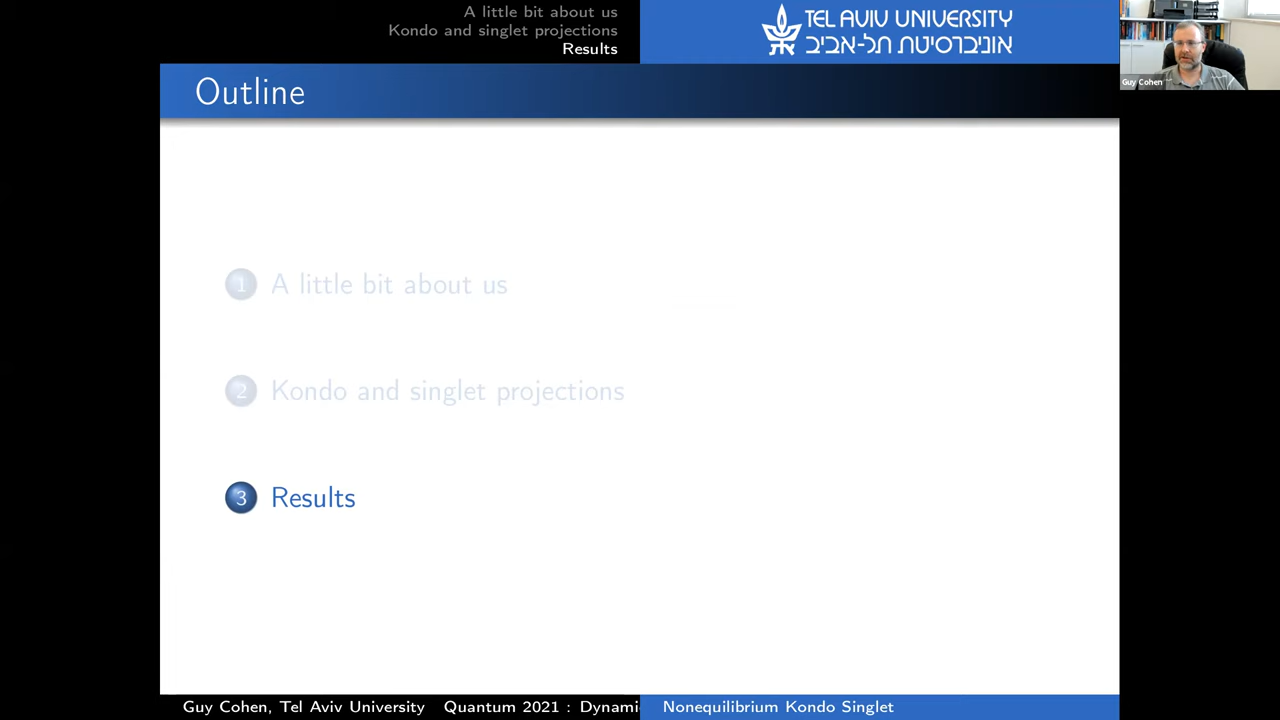 A little bit about us
Kondo and singlet projections
Results
TEL AVIV UNIVERSITY
אוניברסיטת תל-אביב
Guy Cohen
Outline
1 A little bit about us
2 Kondo and singlet projections
3 Results
Guy Cohen, Tel Aviv University Quantum 2021 : Dynami
Nonequilibrium Kondo Singlet